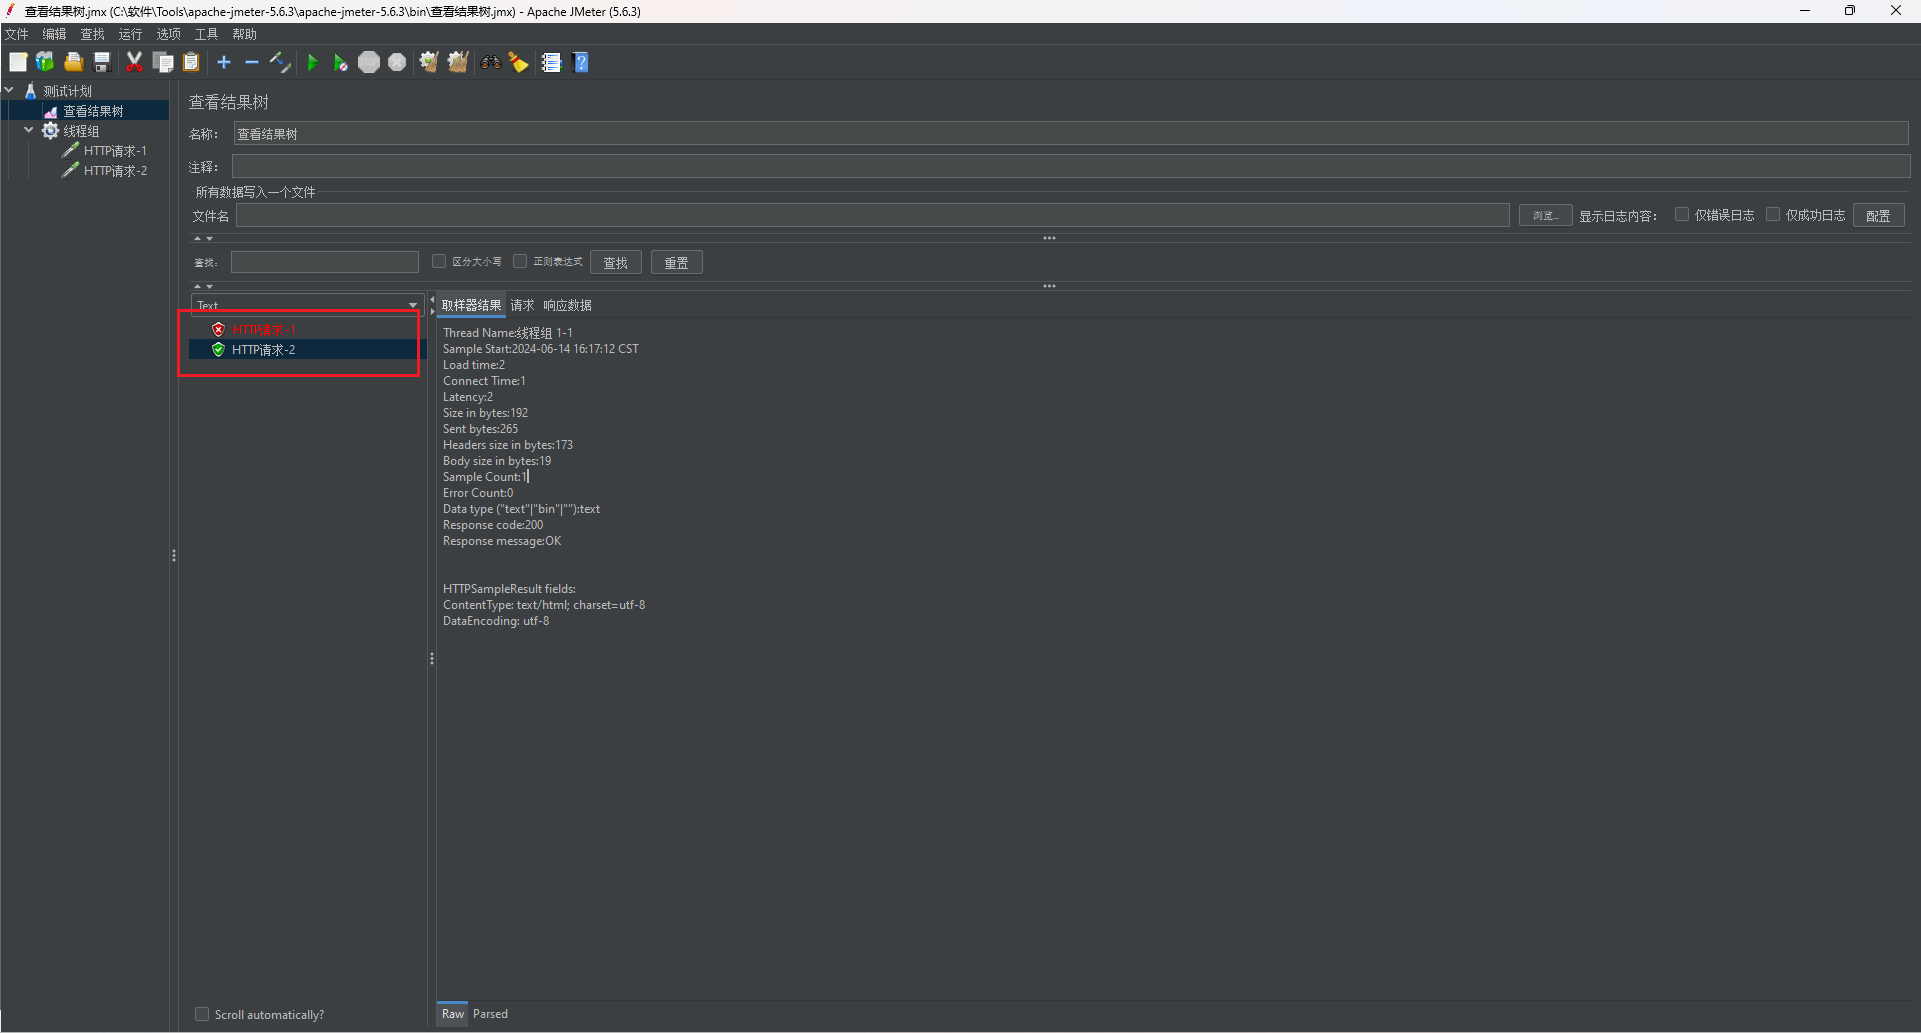 查看结果树.jmx (C:\软件\Tools\apache-jmeter-5.6.3\apache-jmeter-5.6.3\bin\查看结果树.jmx) - Apache JMeter (5.6.3)
文件 编辑 查找 运行 选项 工具 帮助
测试计划
查看结果树
线程组
HTTP请求-1
HTTP请求-2
查看结果树
名称： 查看结果树
注释：
所有数据写入一个文件
文件名 浏览... 显示日志内容： 仅错误日志 仅成功日志 配置
查找: 区分大小写 正则表达式 查找 重置
Text
HTTP请求-1
HTTP请求-2
取样器结果 请求 响应数据
Thread Name:线程组 1-1
Sample Start:2024-06-14 16:17:12 CST
Load time:2
Connect Time:1
Latency:2
Size in bytes:192
Sent bytes:265
Headers size in bytes:173
Body size in bytes:19
Sample Count:1
Error Count:0
Data type ("text"|"bin"|""):text
Response code:200
Response message:OK
HTTPSampleResult fields:
ContentType: text/html; charset=utf-8
DataEncoding: utf-8
Scroll automatically?
Raw Parsed